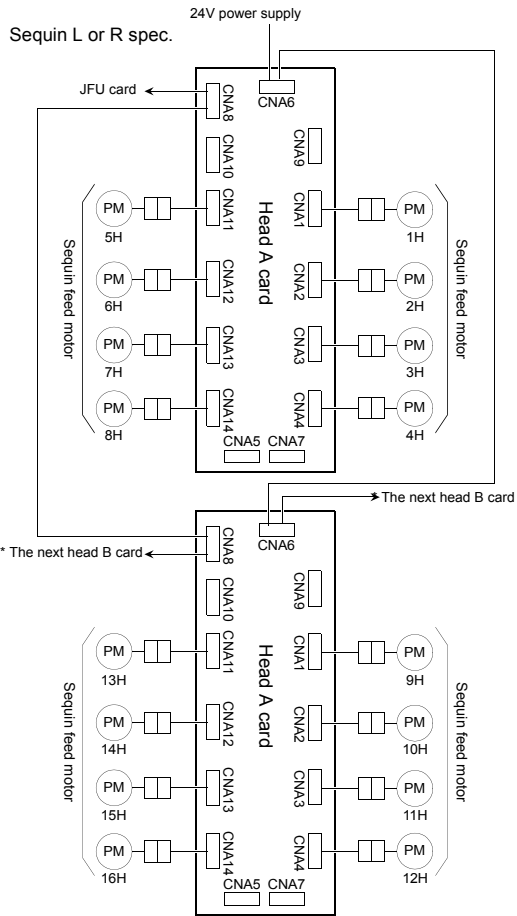 24V power supply
Sequin L or R spec.
JFU card
CNA8
CNA6
CNA10
CNA9
PM
5H
CNA11
Head A card
CNA1
PM
1H
Sequin feed motor
PM
6H
CNA12
CNA2
PM
2H
Sequin feed motor
PM
7H
CNA13
CNA3
PM
3H
PM
8H
CNA14
CNA4
PM
4H
CNA5 CNA7
* The next head B card
CNA6
* The next head B card
CNA8
CNA10
CNA9
PM
13H
CNA11
Head A card
CNA1
PM
9H
Sequin feed motor
PM
14H
CNA12
CNA2
PM
10H
Sequin feed motor
PM
15H
CNA13
CNA3
PM
11H
PM
16H
CNA14
CNA4
PM
12H
CNA5 CNA7